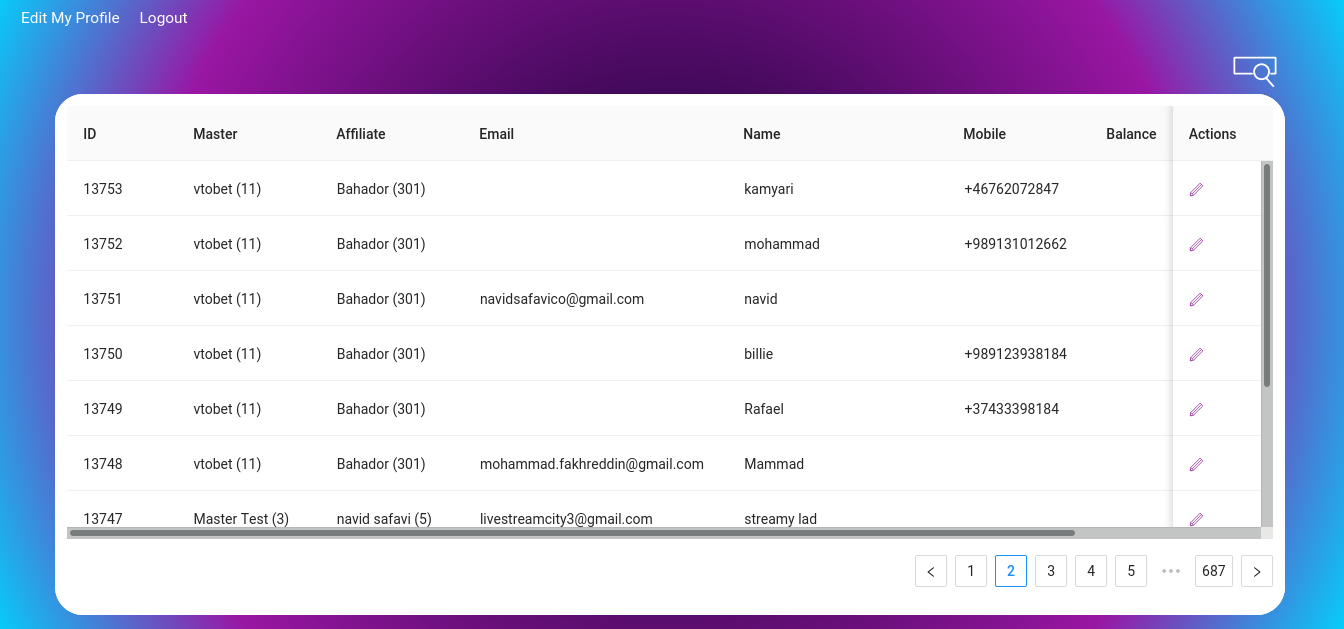 Edit My Profile Logout
ID Master Affiliate Email Name Mobile Balance Actions
13753 vtobet (11) Bahador (301) kamyari +46762072847
13752 vtobet (11) Bahador (301) mohammad +989131012662
13751 vtobet (11) Bahador (301) navidsafavico@gmail.com navid
13750 vtobet (11) Bahador (301) billie +989123938184
13749 vtobet (11) Bahador (301) Rafael +37433398184
13748 vtobet (11) Bahador (301) mohammad.fakhreddin@gmail.com Mammad
13747 Master Test (3) navid safavi (5) livestreamcity3@gmail.com streamy lad
< 1 2 3 4 5 ••• 687 >